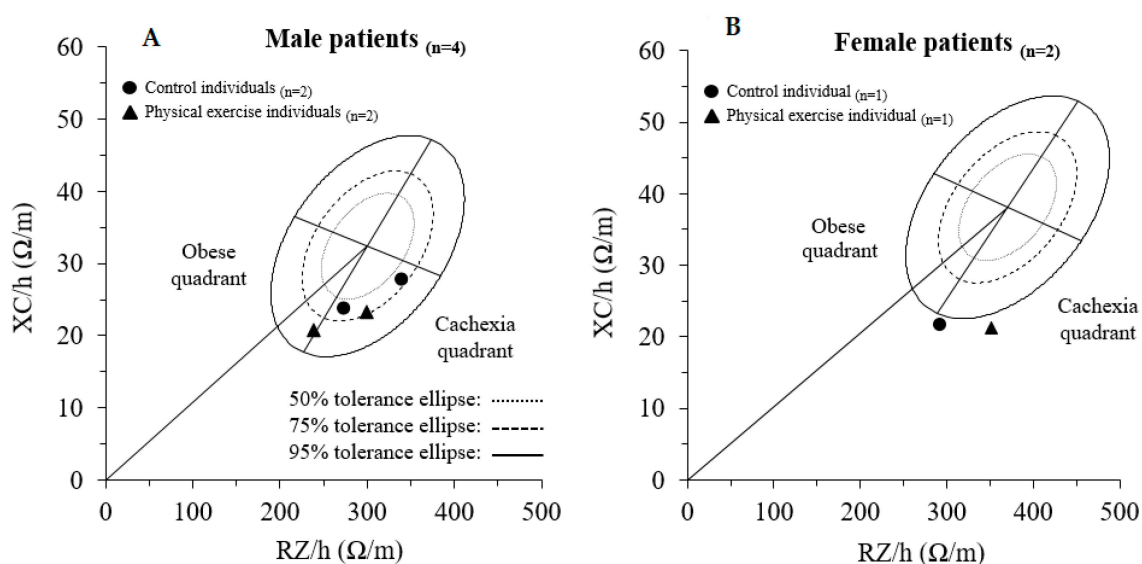 A
Male patients (n=4)
Control individuals (n=2)
Physical exercise individuals (n=2)
60
50
40
30
20
10
0
XC/h (Ω/m)
Obese
quadrant
Cachexia
quadrant
50% tolerance ellipse:
75% tolerance ellipse:
95% tolerance ellipse:
0 100 200 300 400 500
RZ/h (Ω/m)
B
Female patients (n=2)
Control individual (n=1)
Physical exercise individual (n=1)
60
50
40
30
20
10
0
XC/h (Ω/m)
Obese
quadrant
Cachexia
quadrant
0 100 200 300 400 500
RZ/h (Ω/m)